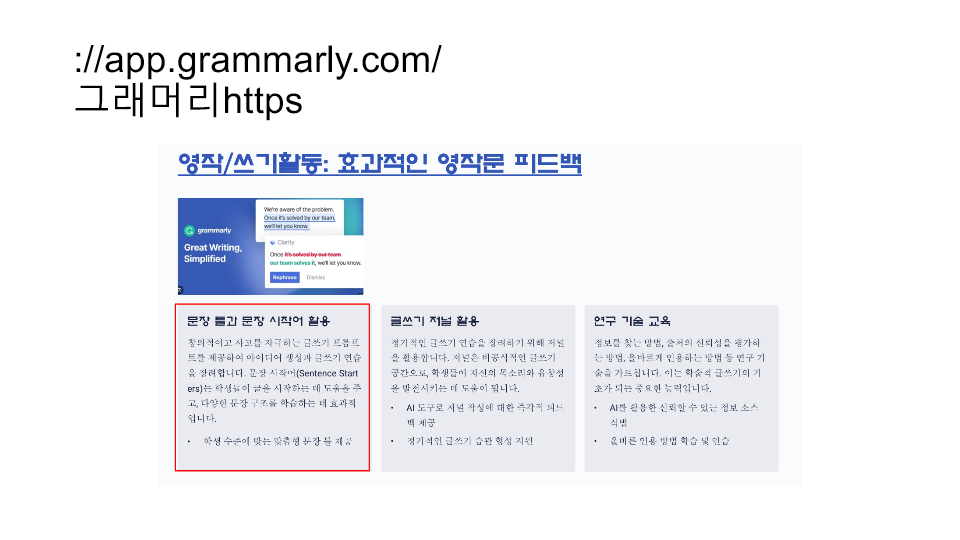 ://app.grammarly.com/
그래머리https
영작/쓰기활동: 효과적인 영작문 피드백
grammarly
Great Writing,
Simplified
We're aware of the problem.
Once it's solved by our team,
we'll let you know.
Clarity
Once it's solved by our team
our team solves it, we'll let you know.
Rephrase Dismiss
문장 틀과 문장 시작어 활용
창의적이고 사고를 자극하는 글쓰기 프롬프
트를 제공하여 아이디어 생성과 글쓰기 연습
을 장려합니다. 문장 시작어(Sentence Start
ers)는 학생들이 글을 시작하는 데 도움을 주
고, 다양한 문장 구조를 학습하는 데 효과적
입니다.
• 학생 수준에 맞는 맞춤형 문장 틀 제공
글쓰기 저널 활용
정기적인 글쓰기 연습을 장려하기 위해 저널
을 활용합니다. 저널은 비공식적인 글쓰기
공간으로, 학생들이 자신의 목소리와 유창성
을 발전시키는 데 도움이 됩니다.
• AI 도구로 저널 작성에 대한 즉각적 피드
백 제공
• 정기적인 글쓰기 습관 형성 지원
연구 기술 교육
정보를 찾는 방법, 출처의 신뢰성을 평가하
는 방법, 올바르게 인용하는 방법 등 연구 기
술을 가르칩니다. 이는 학술적 글쓰기의 기
초가 되는 중요한 능력입니다.
• AI를 활용한 신뢰할 수 있는 정보 소스
식별
• 올바른 인용 방법 학습 및 연습